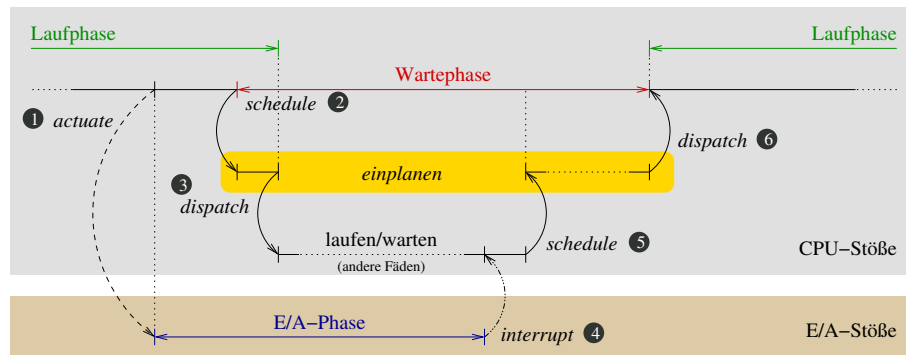 Laufphase
Laufphase
Wartephase
schedule 2
1 actuate
dispatch 6
einplanen
3
dispatch
laufen/warten
schedule 5
(andere Fäden)
CPU−Stöße
E/A−Phase
interrupt 4
E/A−Stöße